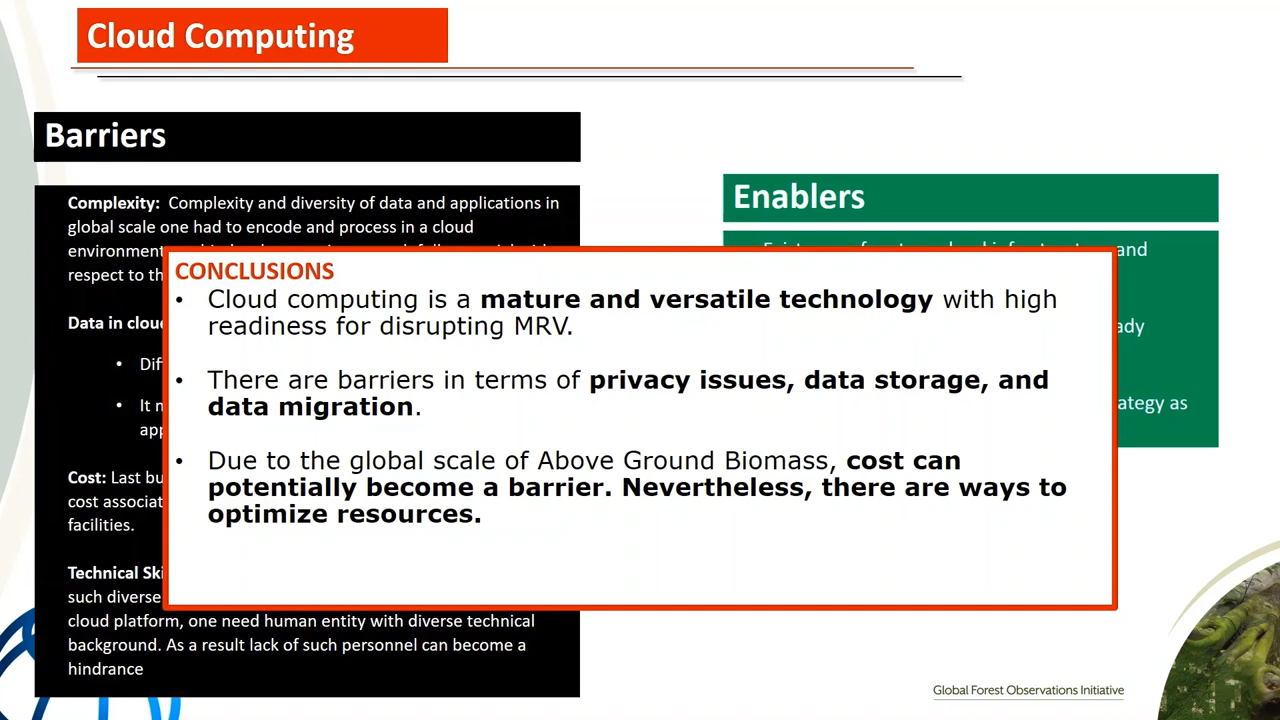 Cloud Computing
Barriers
Complexity: Complexity and diversity of data and applications in
global scale one had to encode and process in a cloud
environment
respect to th
Data in clou
• Dif
• It n
app
Cost: Last bu
cost associat
facilities.
Technical Ski
such diverse
cloud platform, one need human entity with diverse technical
background. As a result lack of such personnel can become a
hindrance
Enablers
and
ady
ategy as
CONCLUSIONS
• Cloud computing is a mature and versatile technology with high
readiness for disrupting MRV.
• There are barriers in terms of privacy issues, data storage, and
data migration.
• Due to the global scale of Above Ground Biomass, cost can
potentially become a barrier. Nevertheless, there are ways to
optimize resources.
Global Forest Observations Initiative